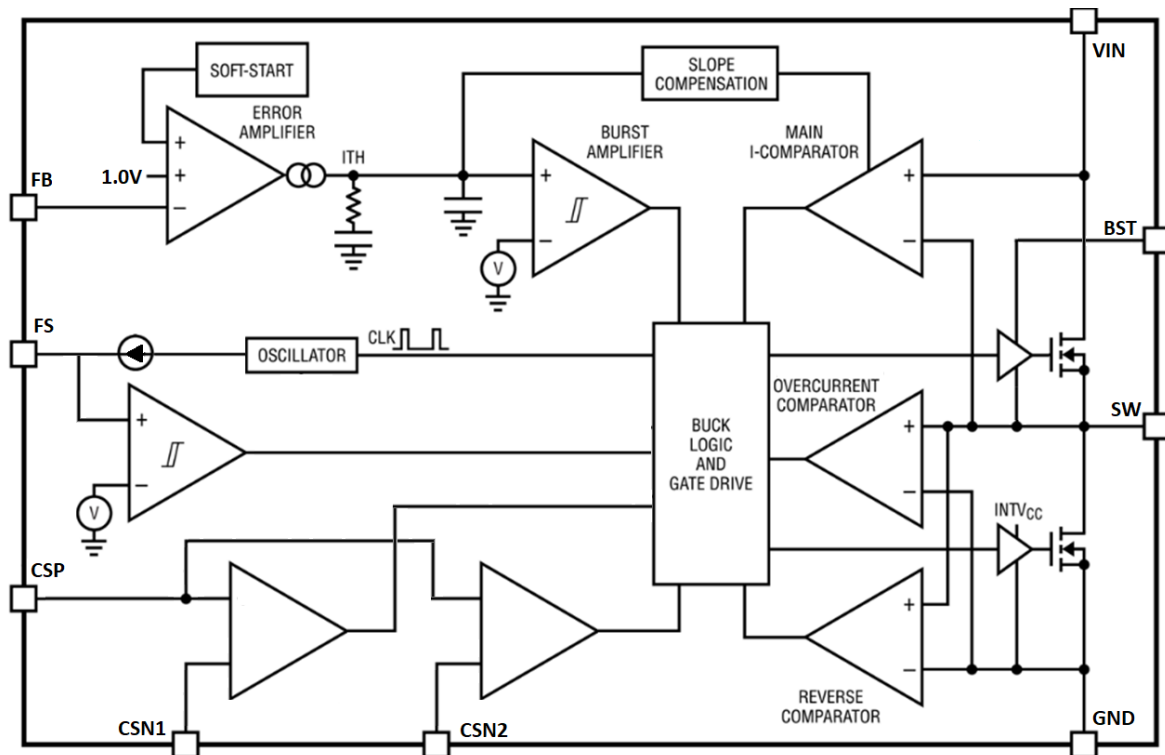 VIN
SOFT-START
SLOPE
COMPENSATION
ERROR
AMPLIFIER
BURST
AMPLIFIER
MAIN
I-COMPARATOR
ITH
+
1.0V
+
−
FB
+
−
V
+
−
BST
FS
OSCILLATOR
CLK
SW
OVERCURRENT
COMPARATOR
+
−
BUCK
LOGIC
AND
GATE DRIVE
+
−
V
INTVCC
CSP
+
−
REVERSE
COMPARATOR
CSN1
CSN2
GND